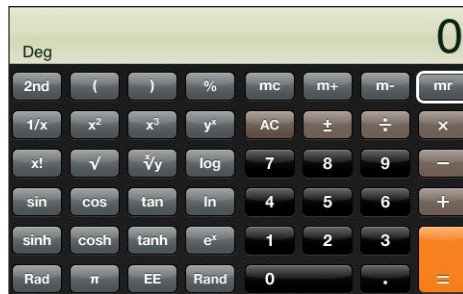 0
Deg
2nd ( ) % mc m+ m- mr
1/x x² x³ yˣ AC ± ÷ ×
x! √ ˣ√y log 7 8 9 −
sin cos tan ln 4 5 6 +
sinh cosh tanh eˣ 1 2 3
Rad π EE Rand 0 . =